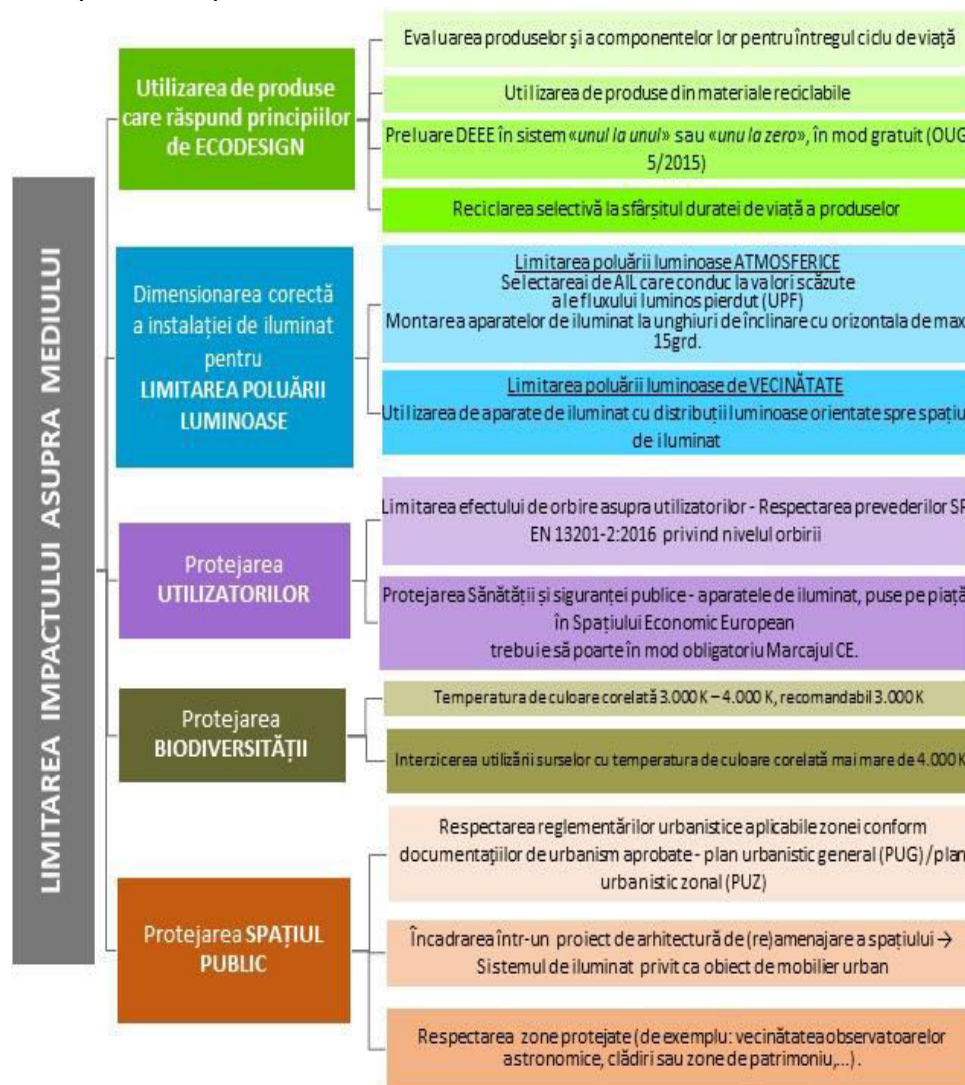 LIMITAREA IMPACTULUI ASUPRA MEDIULUI
Utilizarea de produse
care răspund principiilor
de ECODESIGN
Evaluarea produselor şi a componentelor lor pentru întregul ciclu de viaţă
Utilizarea de produse din materiale reciclabile
Preluare DEEE în sistem «unul la unul» sau «unu la zero», în mod gratuit (OUG
5/2015)
Reciclarea selectivă la sfârșitul duratei de viață a produselor
Dimensionarea corectă
a instalației de iluminat
pentru
LIMITAREA POLUĂRII
LUMINOASE
Limitarea poluării luminoase ATMOSFERICE
Selectareai de AIL care conduc la valori scăzute
ale fluxului luminos pierdut (UPF)
Montarea aparatelor de iluminat la unghiuri de înclinare cu orizontala de max
15grd.
Limitarea poluării luminoase de VECINĂTATE
Utilizarea de aparate de iluminat cu distribuții luminoase orientate spre spațiu
de iluminat
Protejarea
UTILIZATORILOR
Limitarea efectului de orbire asupra utilizatorilor - Respectarea prevederilor SR
EN 13201-2:2016 privind nivelul orbirii
Protejarea Sănătății și siguranței publice - aparatele de iluminat, puse pe piață
în Spațiului Economic European
trebuie să poarte în mod obligatoriu Marcajul CE.
Protejarea
BIODIVERSITĂȚII
Temperatura de culoare corelată 3.000 K – 4.000 K, recomandabil 3.000 K
Interzicerea utilizării surselor cu temperatura de culoare corelată mai mare de 4.000 K
Protejarea SPAȚIUL
PUBLIC
Respectarea reglementărilor urbanistice aplicabile zonei conform
documentaţiilor de urbanism aprobate - plan urbanistic general (PUG) /plan
urbanistic zonal (PUZ)
Încadrarea într-un proiect de arhitectură de (re)amenajare a spațiului →
Sistemul de iluminat privit ca obiect de mobilier urban
Respectarea zone protejate (de exemplu: vecinătatea observatoarelor
astronomice, clădiri sau zone de patrimoniu,...).